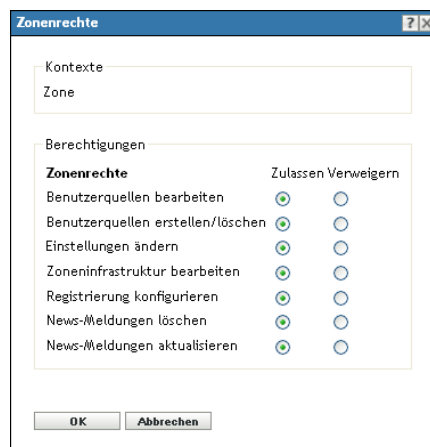 Zonenrechte ? X
Kontexte
Zone
Berechtigungen
Zonenrechte Zulassen Verweigern
Benutzerquellen bearbeiten
Benutzerquellen erstellen/löschen
Einstellungen ändern
Zoneninfrastruktur bearbeiten
Registrierung konfigurieren
News-Meldungen löschen
News-Meldungen aktualisieren
OK Abbrechen